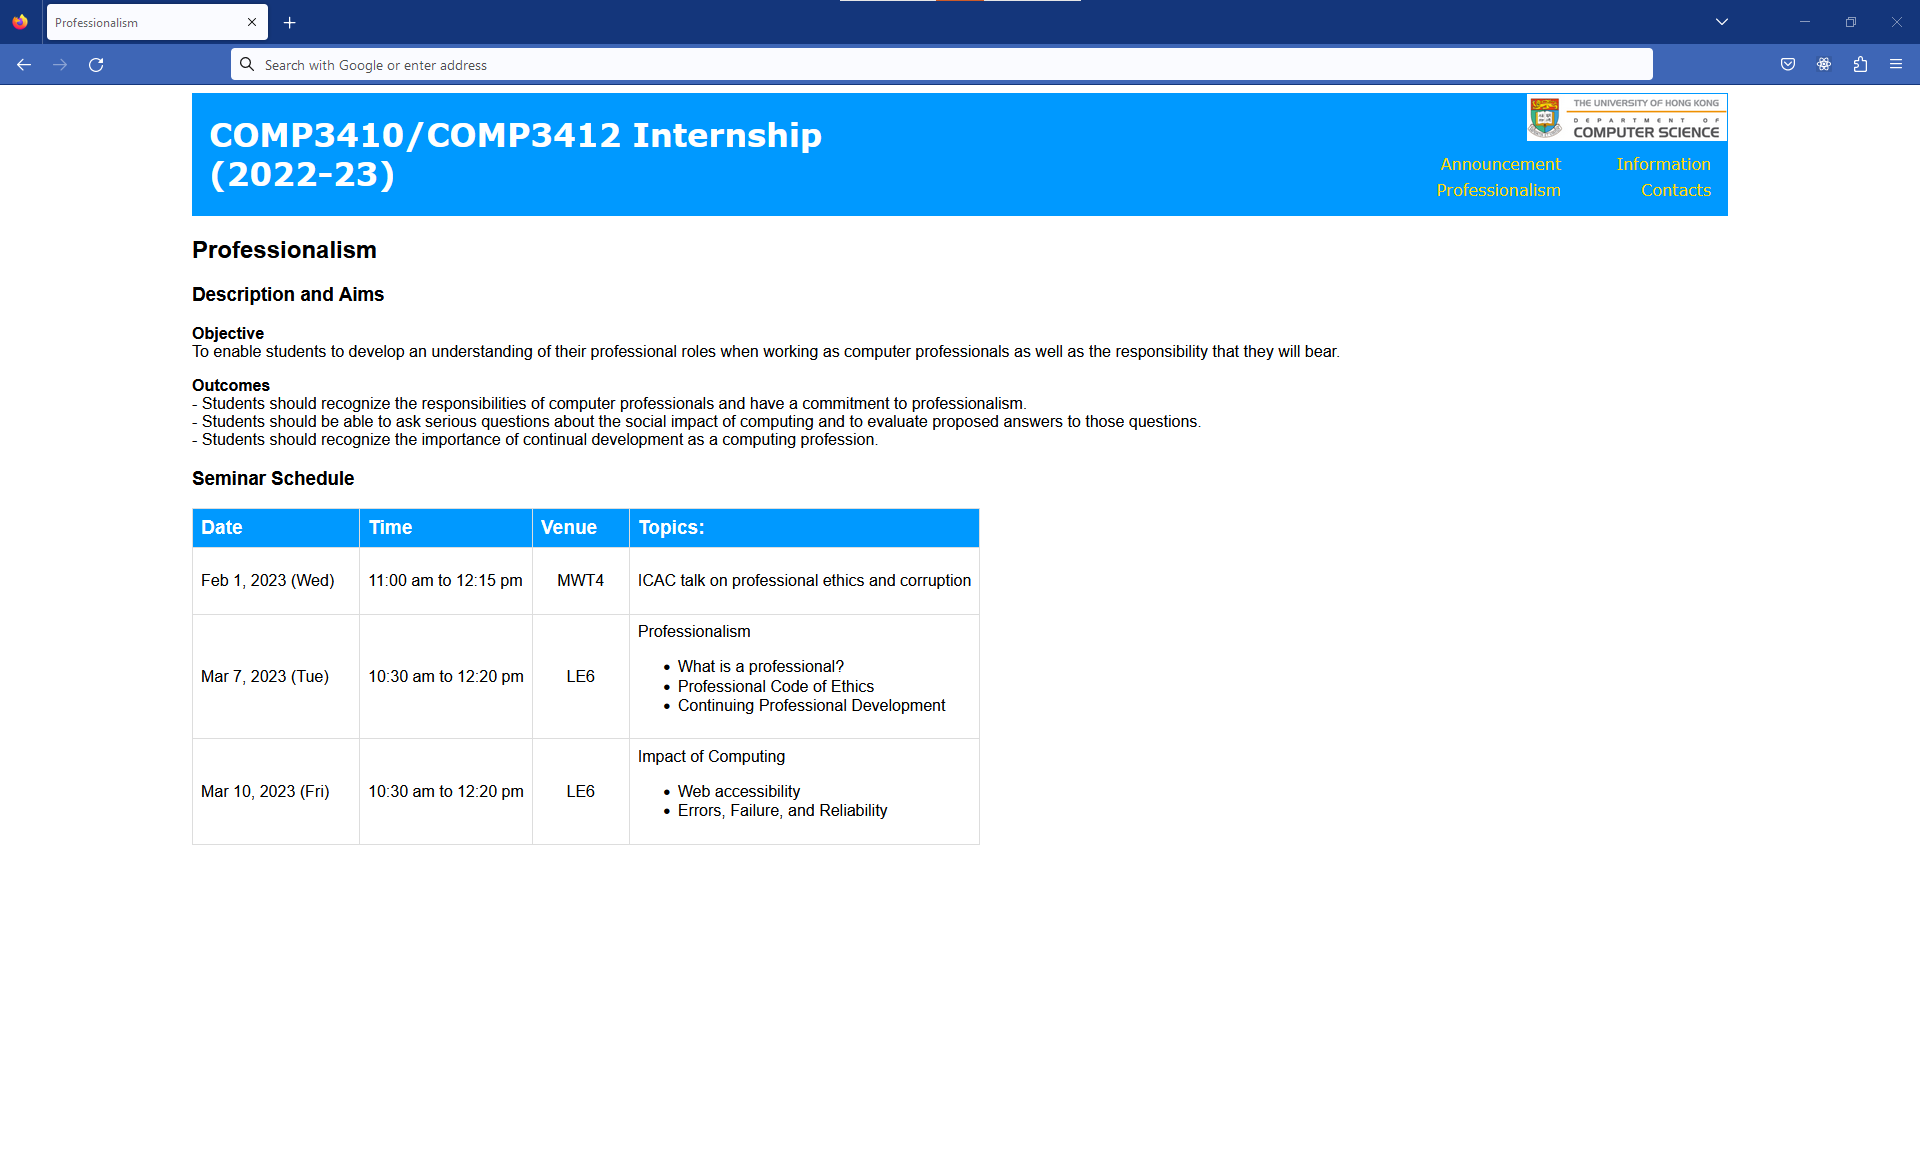 Professionalism
Search with Google or enter address
COMP3410/COMP3412 Internship
(2022-23)
THE UNIVERSITY OF HONG KONG
DEPARTMENT OF
COMPUTER SCIENCE
Announcement Information
Professionalism Contacts
Professionalism
Description and Aims
Objective
To enable students to develop an understanding of their professional roles when working as computer professionals as well as the responsibility that they will bear.
Outcomes
- Students should recognize the responsibilities of computer professionals and have a commitment to professionalism.
- Students should be able to ask serious questions about the social impact of computing and to evaluate proposed answers to those questions.
- Students should recognize the importance of continual development as a computing profession.
Seminar Schedule
Date Time Venue Topics:
Feb 1, 2023 (Wed) 11:00 am to 12:15 pm MWT4 ICAC talk on professional ethics and corruption
Mar 7, 2023 (Tue) 10:30 am to 12:20 pm LE6 Professionalism
• What is a professional?
• Professional Code of Ethics
• Continuing Professional Development
Mar 10, 2023 (Fri) 10:30 am to 12:20 pm LE6 Impact of Computing
• Web accessibility
• Errors, Failure, and Reliability